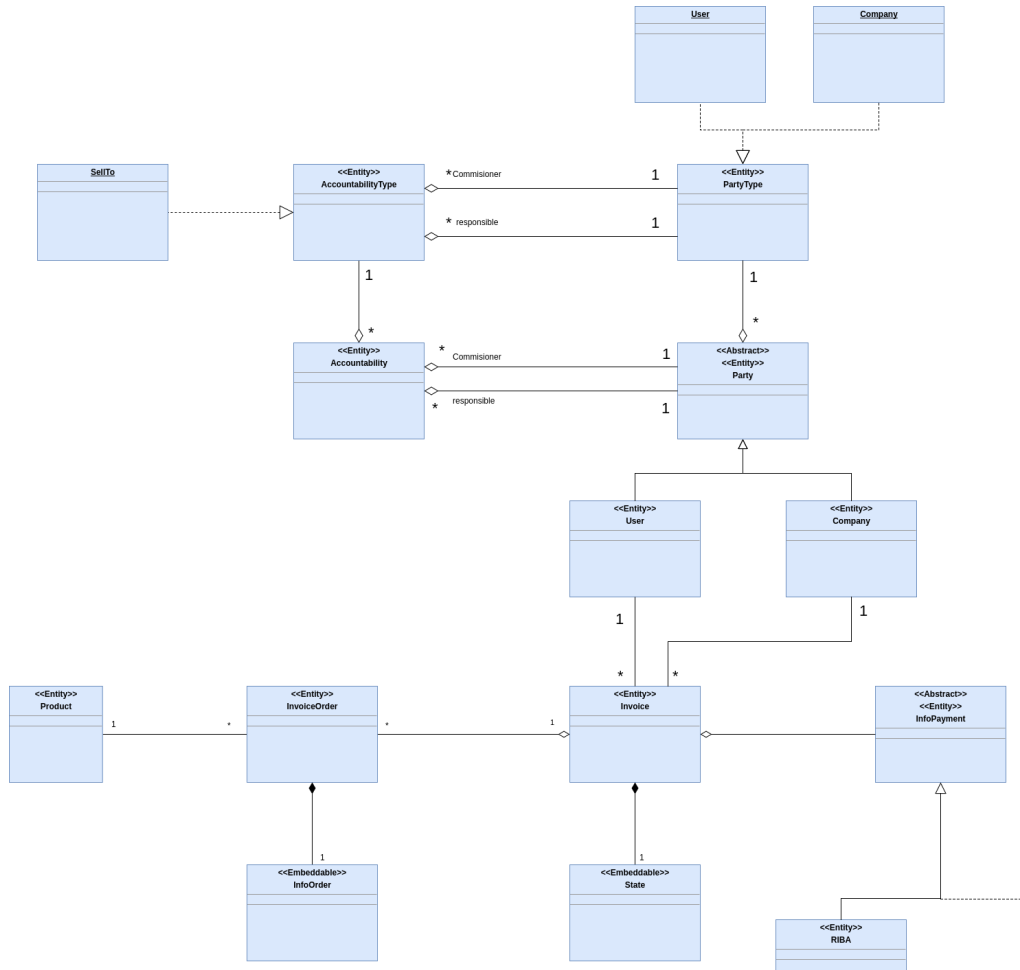 User
Company
SellTo
<<Entity>>
AccountabilityType
* Commisioner
1
* responsible
1
<<Entity>>
PartyType
1
*
1
*
<<Entity>>
Accountability
*
Commisioner
1
*
responsible
1
<<Abstract>>
<<Entity>>
Party
<<Entity>>
User
<<Entity>>
Company
1
*
1
*
<<Entity>>
Product
1
*
<<Entity>>
InvoiceOrder
*
1
<<Entity>>
Invoice
<<Abstract>>
<<Entity>>
InfoPayment
1
<<Embeddable>>
InfoOrder
1
<<Embeddable>>
State
<<Entity>>
RIBA